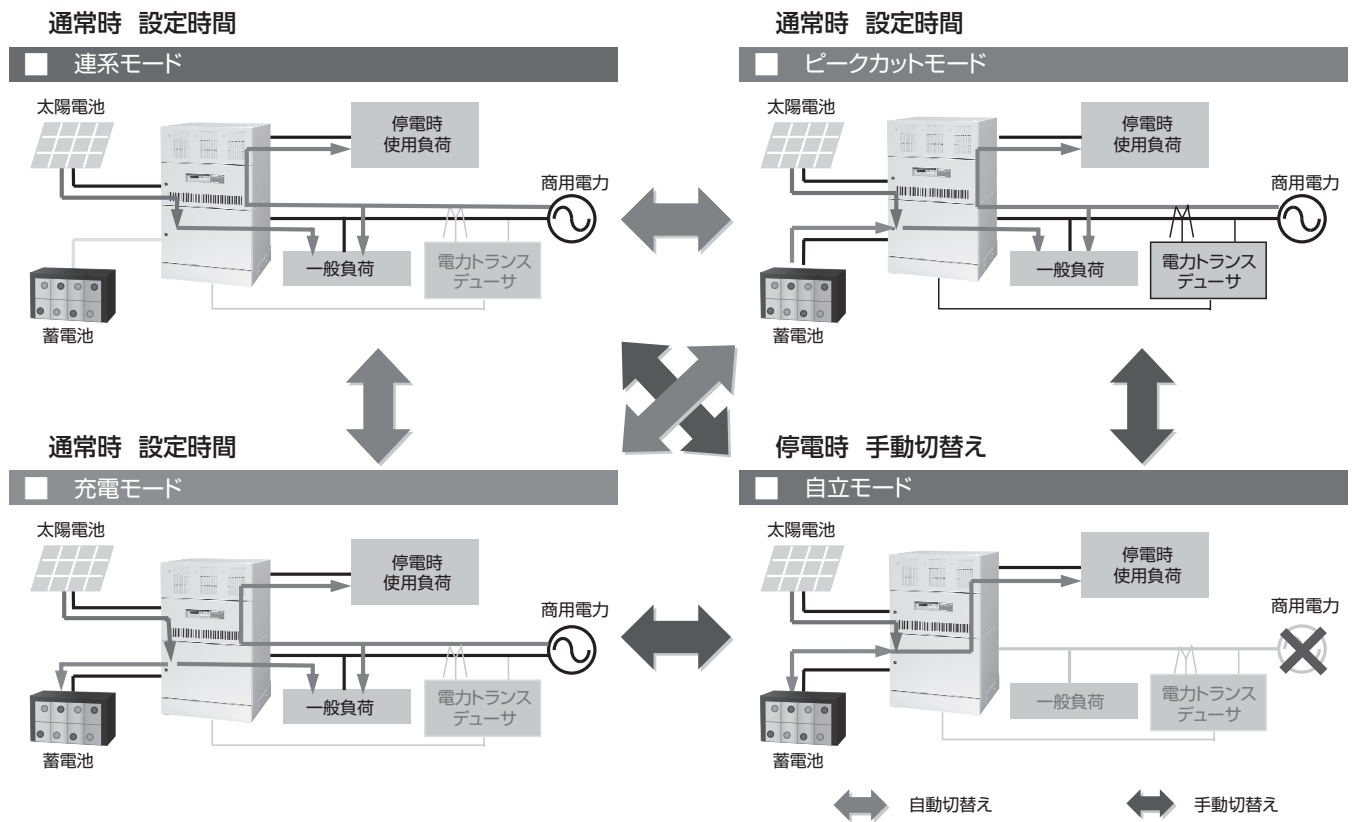 通常時 設定時間
連系モード
太陽電池
停電時
使用負荷
商用電力
一般負荷
電力トランス
デューサ
蓄電池
通常時 設定時間
ピークカットモード
太陽電池
停電時
使用負荷
商用電力
一般負荷
電力トランス
デューサ
蓄電池
通常時 設定時間
充電モード
太陽電池
停電時
使用負荷
商用電力
一般負荷
電力トランス
デューサ
蓄電池
停電時 手動切替え
自立モード
太陽電池
停電時
使用負荷
商用電力
一般負荷
電力トランス
デューサ
蓄電池
自動切替え
手動切替え